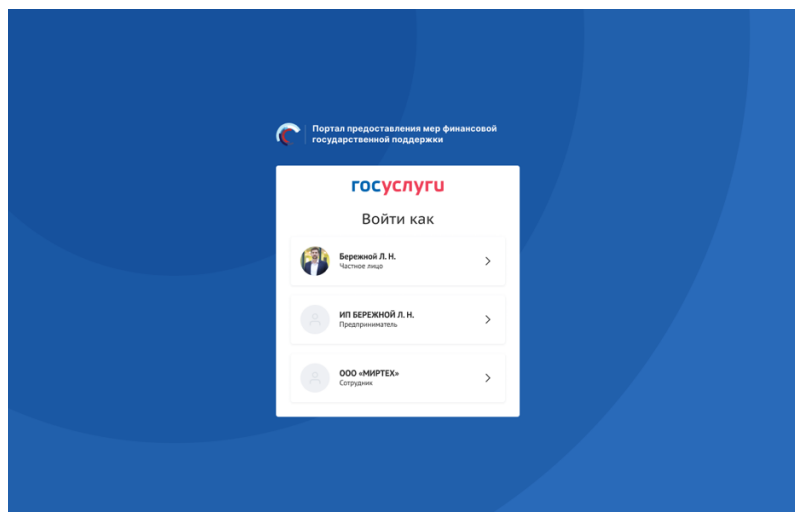 Портал предоставления мер финансовой
государственной поддержки
госуслуги
Войти как
Бережной Л. Н.
Частное лицо
ИП БЕРЕЖНОЙ Л. Н.
Предприниматель
ООО «МИРТЕХ»
Сотрудник